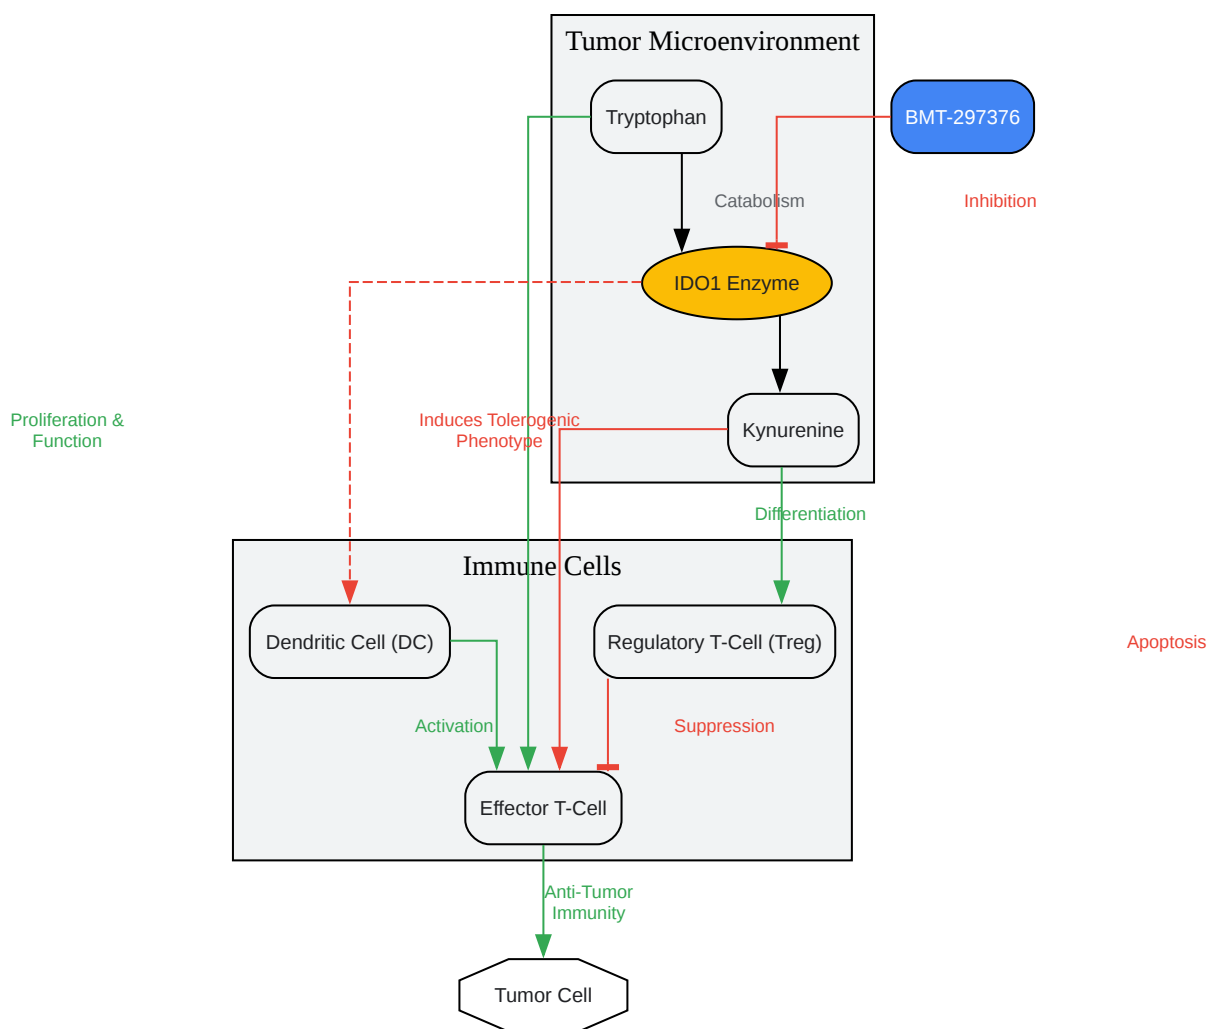 Tumor Microenvironment
Tryptophan
BMT-297376
Catabolism
Inhibition
IDO1 Enzyme
Proliferation &
Function
Induces Tolerogenic
Phenotype
Kynurenine
Differentiation
Immune Cells
Dendritic Cell (DC)
Regulatory T-Cell (Treg)
Apoptosis
Activation
Suppression
Effector T-Cell
Anti-Tumor
Immunity
Tumor Cell